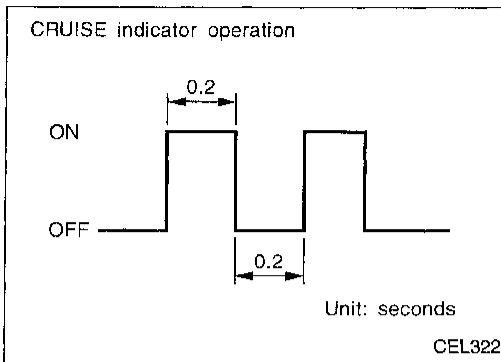 CRUISE indicator operation
0.2
ON
OFF
0.2
Unit: seconds
CEL322